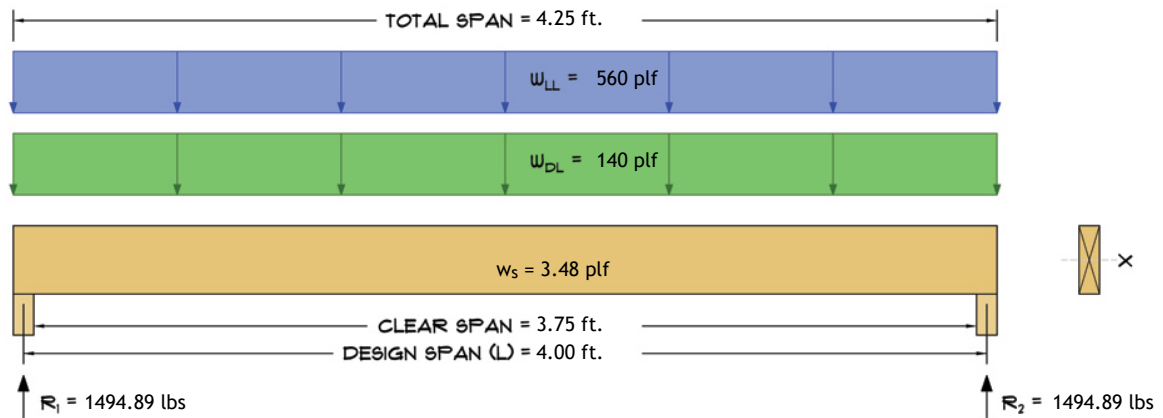 TOTAL SPAN = 4.25 ft.
wLL = 560 plf
wDL = 140 plf
ws = 3.48 plf
X
CLEAR SPAN = 3.75 ft.
DESIGN SPAN (L) = 4.00 ft.
R1 = 1494.89 lbs
R2 = 1494.89 lbs